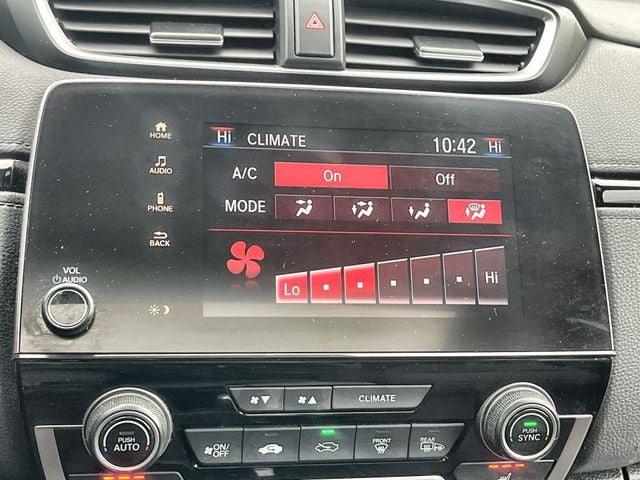 HOME
AUDIO
PHONE
BACK
VOL
AUDIO
Hi CLIMATE 10:42 Hi
A/C On Off
MODE
Lo Hi
CLIMATE
PUSH
AUTO
ON/
OFF
FRONT
REAR
PUSH
SYNC